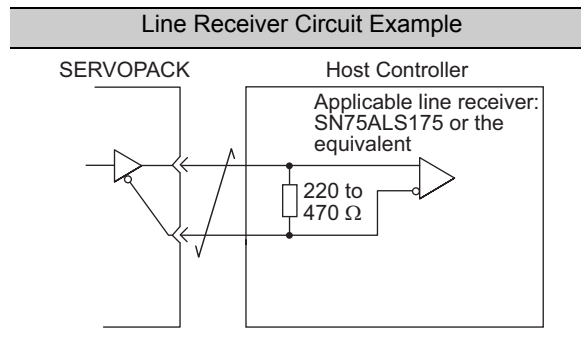 Line Receiver Circuit Example
SERVOPACK
Host Controller
Applicable line receiver:
SN75ALS175 or the
equivalent
220 to
470 Ω